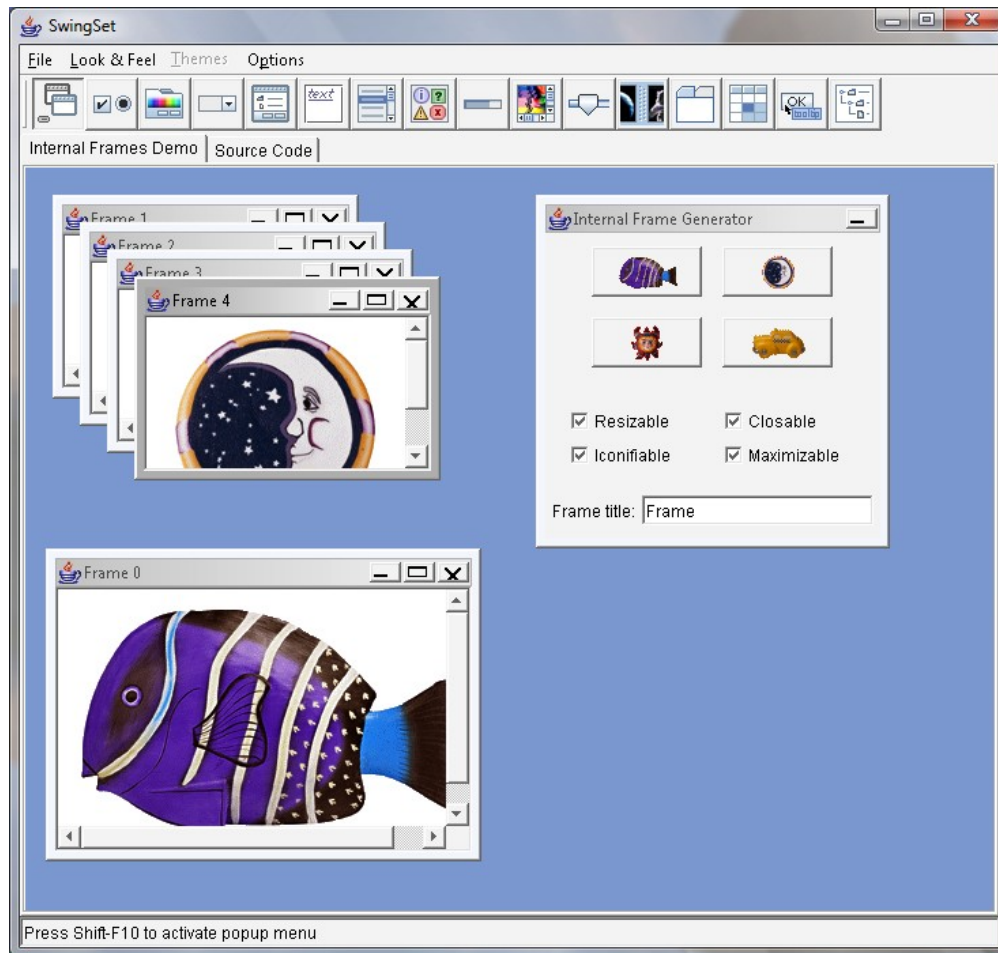 SwingSet
File Look & Feel Themes Options
text
OK
tooltip
Internal Frames Demo Source Code
Frame 1
Frame 2
Frame 3
Frame 4
Internal Frame Generator
Resizable Closable
Iconifiable Maximizable
Frame title: Frame
Frame 0
Press Shift-F10 to activate popup menu